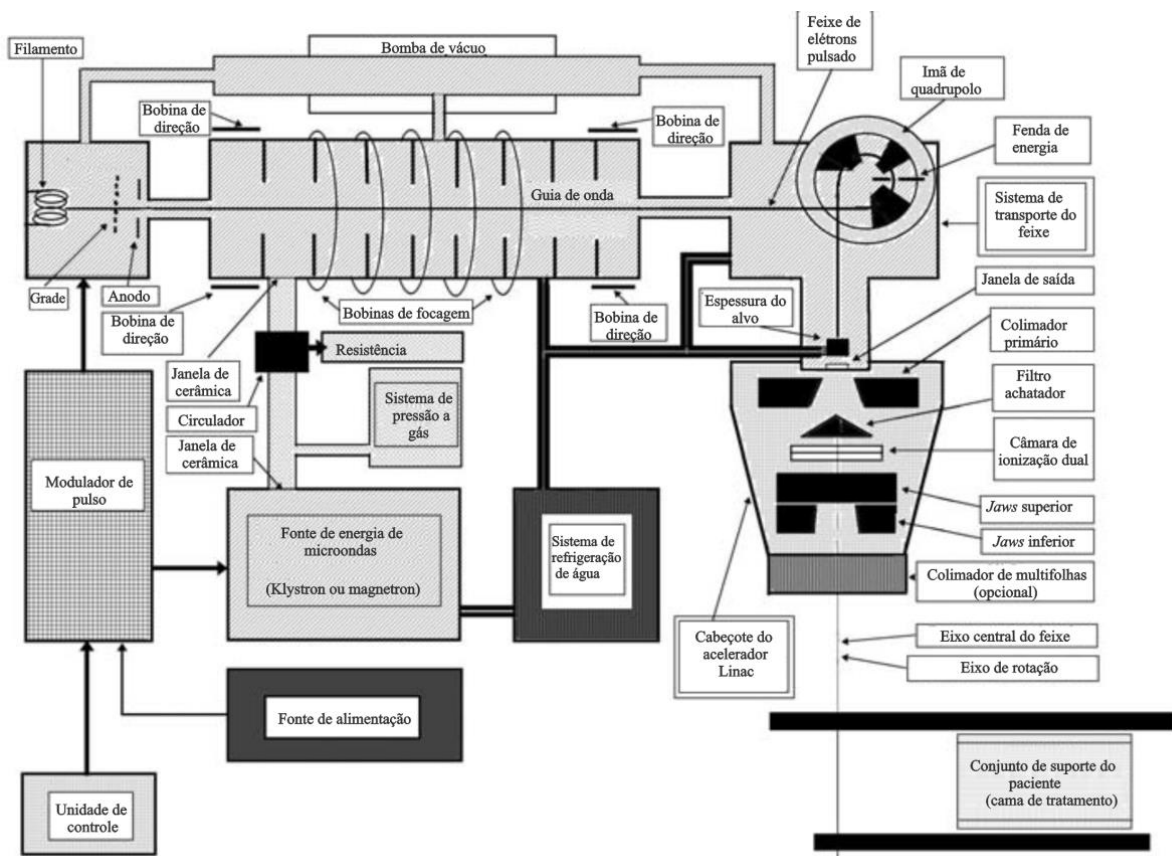 Filamento
Bomba de vácuo
Feixe de
elétrons
pulsado
Imã de
quadrupolo
Bobina de
direção
Bobina de
direção
Fenda de
energia
Guia de onda
Sistema de
transporte do
feixe
Grade
Anodo
Bobina de
direção
Bobinas de focagem
Bobina de
direção
Espessura do
alvo
Janela de saída
Colimador
primário
Janela de
cerâmica
Resistência
Circulador
Sistema de
pressão a
gás
Filtro
achatador
Janela de
cerâmica
Câmara de
ionização dual
Modulador de
pulso
Jaws superior
Fonte de energia de
microondas
(Klystron ou magnetron)
Sistema de
refrigeração
de água
Jaws inferior
Colimador de multifolhas
(opcional)
Cabeçote do
acelerador
Linac
Eixo central do feixe
Eixo de rotação
Fonte de alimentação
Unidade de
controle
Conjunto de suporte do
paciente
(cama de tratamento)